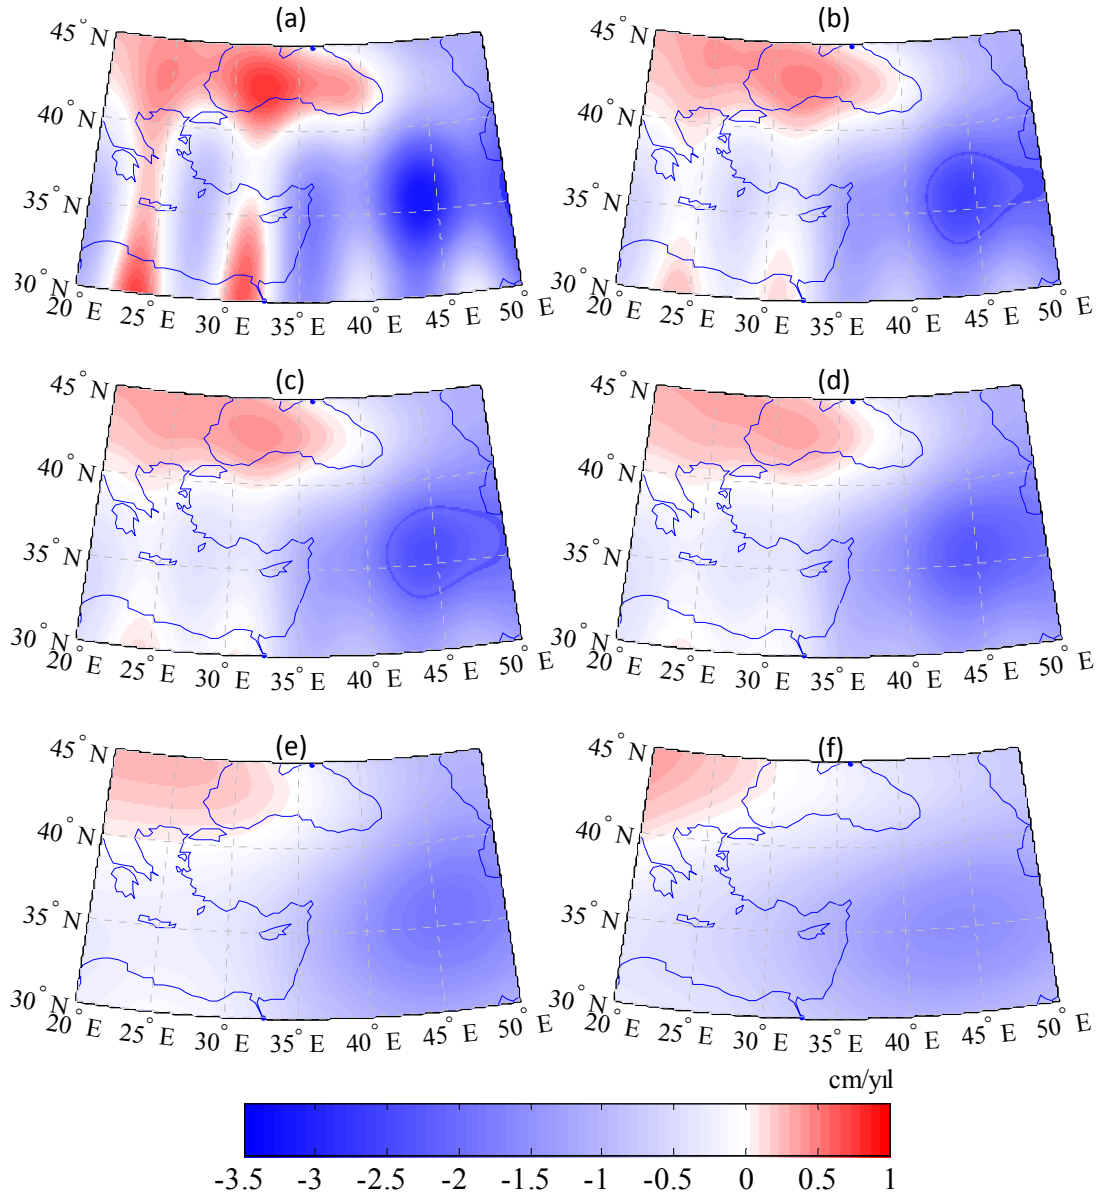 (a) (b)
45° N 45° N
40° N 40° N
35° N 35° N
30° N 30° N
20° E 25° E 30° E 35° E 40° E 45° E 50° E 20° E 25° E 30° E 35° E 40° E 45° E 50° E
(c) (d)
45° N 45° N
40° N 40° N
35° N 35° N
30° N 30° N
20° E 25° E 30° E 35° E 40° E 45° E 50° E 20° E 25° E 30° E 35° E 40° E 45° E 50° E
(e) (f)
45° N 45° N
40° N 40° N
35° N 35° N
30° N 30° N
20° E 25° E 30° E 35° E 40° E 45° E 50° E 20° E 25° E 30° E 35° E 40° E 45° E 50° E
cm/yıl
-3.5 -3 -2.5 -2 -1.5 -1 -0.5 0 0.5 1